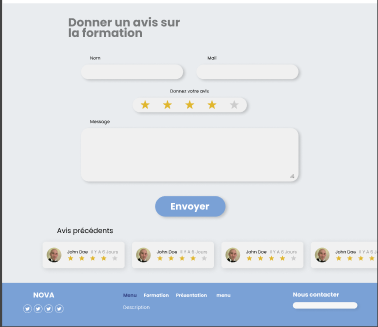 Donner un avis sur
la formation
Nom Mail
Donnez votre avis
Message
Envoyer
Avis précédents
John Doe Il Y A 5 Jours John Doe Il Y A 5 Jours John Doe Il Y A 5 Jours John Doe Il Y A 5 J
NOVA Menu Formation Présentation menu Nous contacter
Description